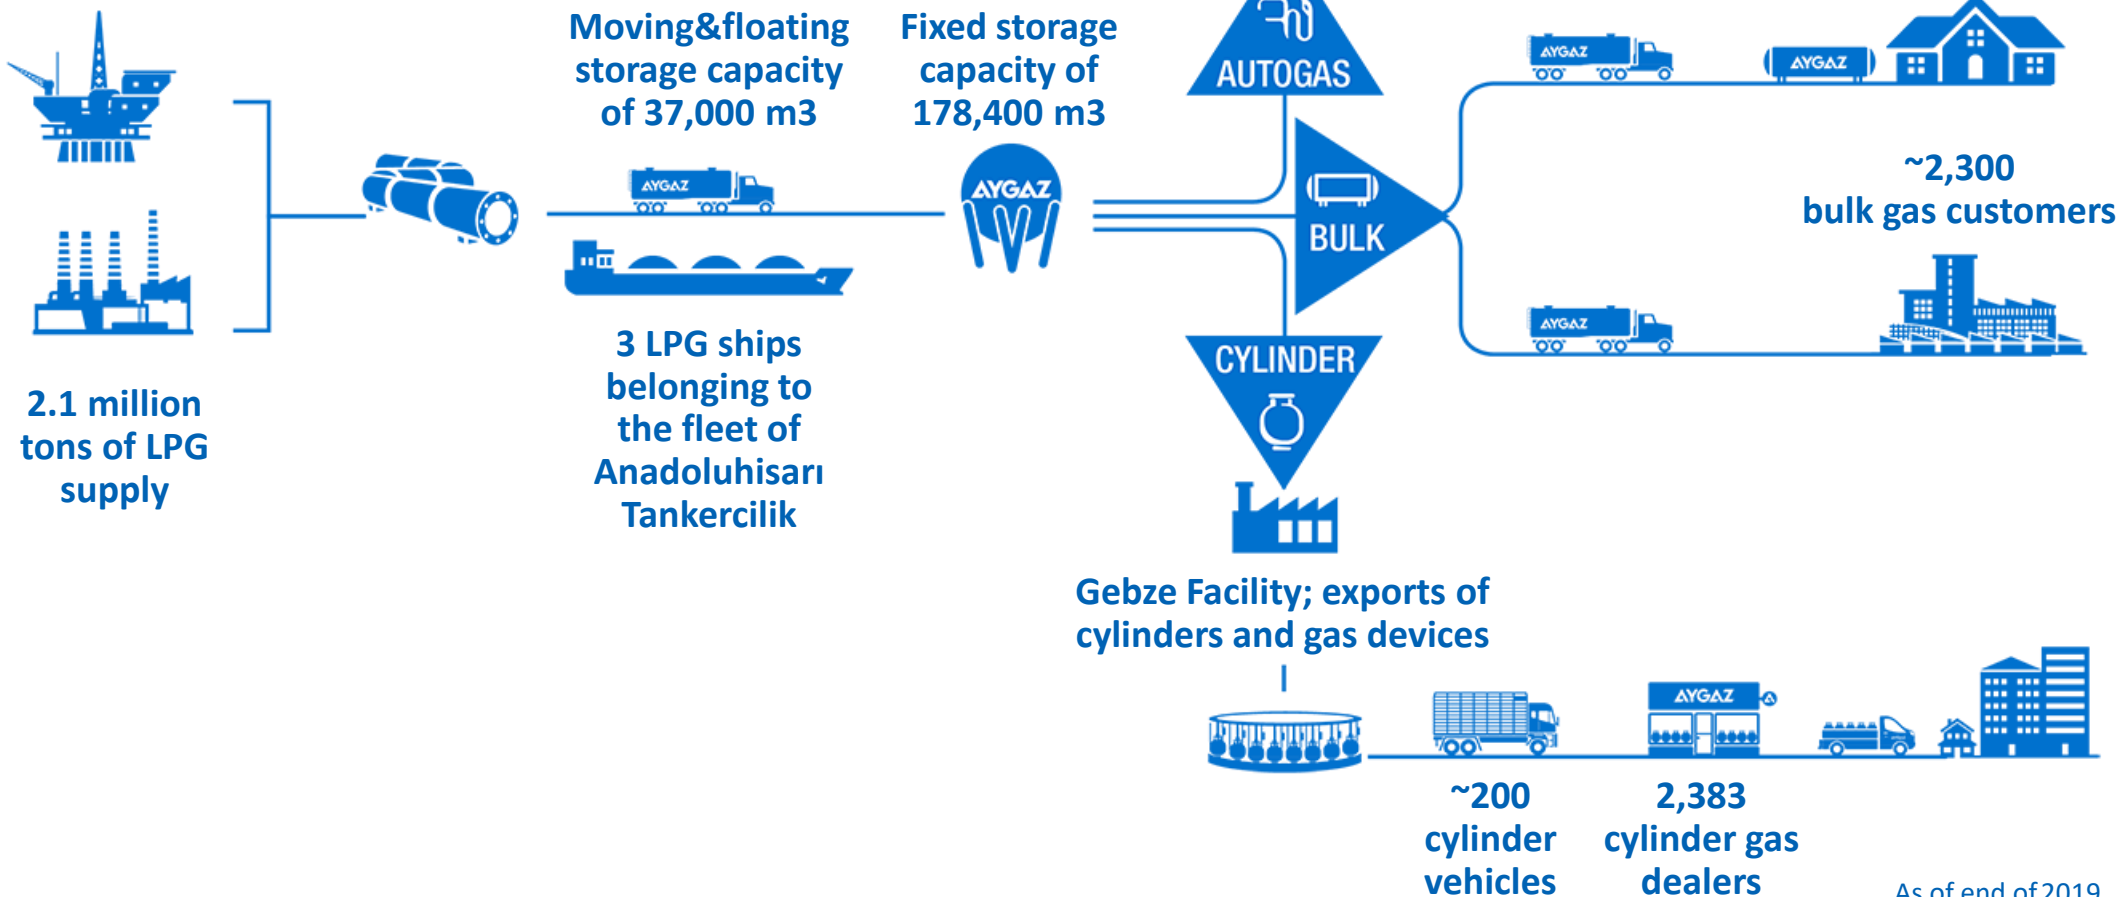 Moving&floating
storage capacity
of 37,000 m3
Fixed storage
capacity of
178,400 m3
AUTOGAS
AYGAZ
AYGAZ
~2,300
bulk gas customers
AYGAZ
AYGAZ
BULK
AYGAZ
2.1 million
tons of LPG
supply
3 LPG ships
belonging to
the fleet of
Anadoluhisarı
Tankercilik
CYLINDER
Gebze Facility; exports of
cylinders and gas devices
AYGAZ
~200
cylinder
vehicles
2,383
cylinder gas
dealers
As of end of 2019